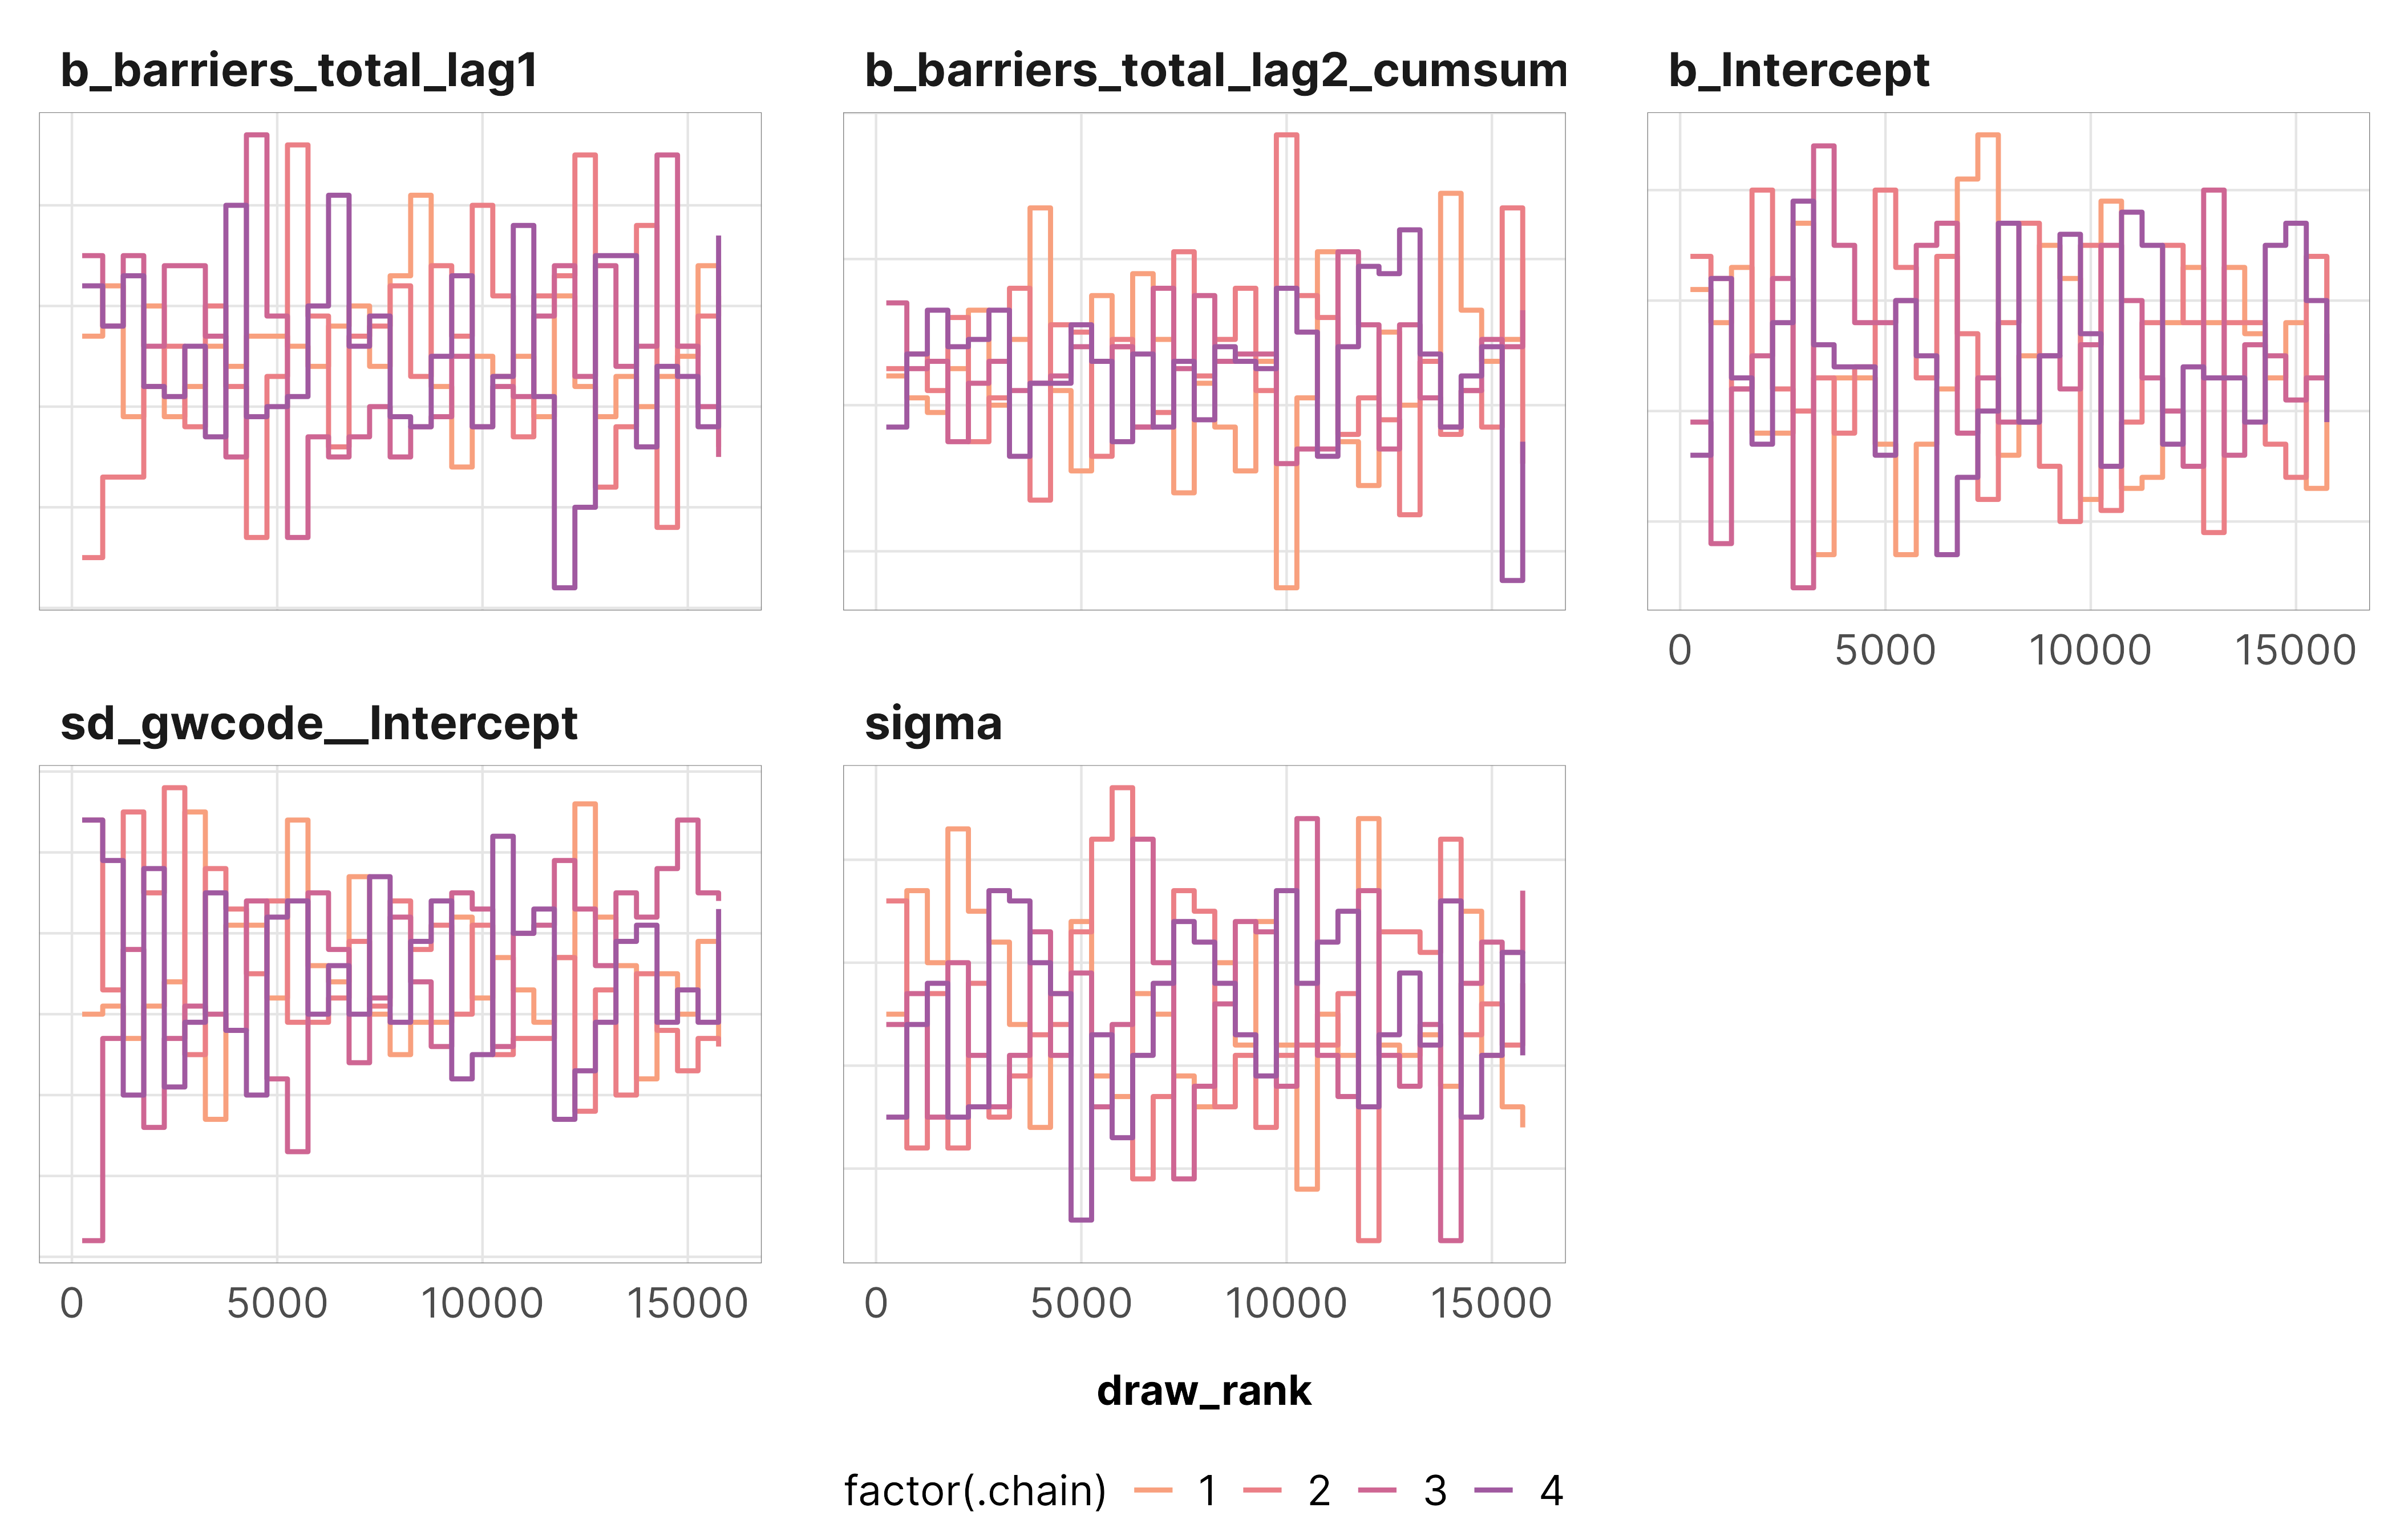 b_barriers_total_lag1
b_barriers_total_lag2_cumsum
b_Intercept
0 5000 10000 15000
sd_gwcode__Intercept
sigma
0 5000 10000 15000
0 5000 10000 15000
draw_rank
factor(.chain) 1 2 3 4